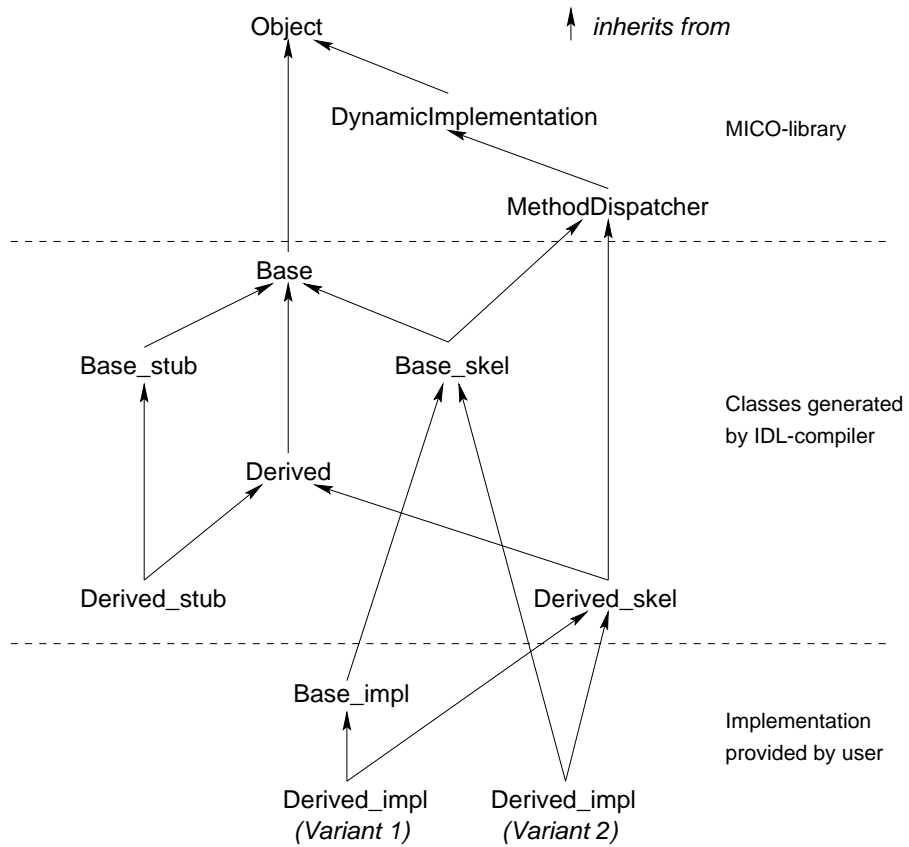 Object
inherits from
DynamicImplementation
MICO-library
MethodDispatcher
Base
Base_stub
Base_skel
Classes generated
by IDL-compiler
Derived
Derived_stub
Derived_skel
Base_impl
Implementation
provided by user
Derived_impl
(Variant 1)
Derived_impl
(Variant 2)